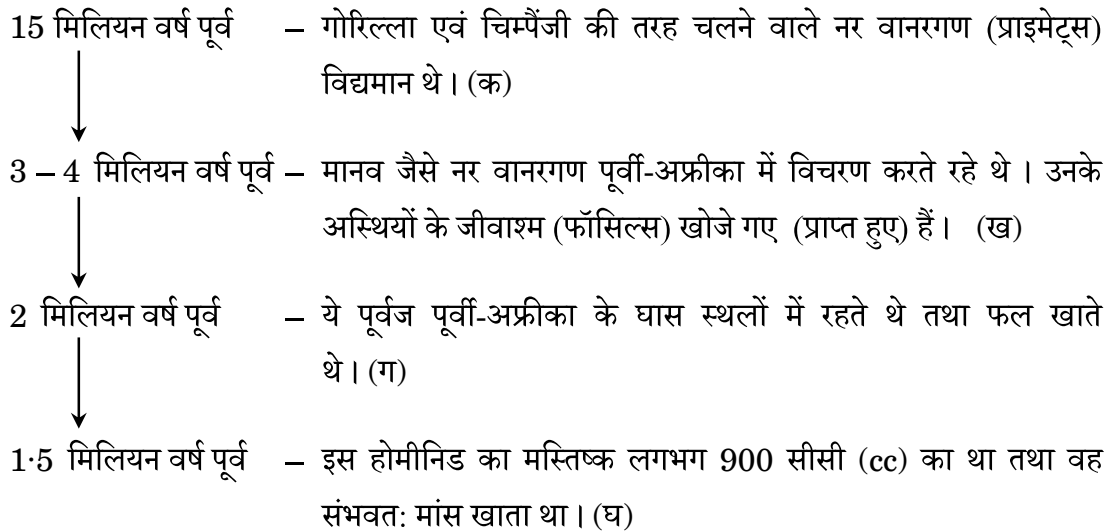 15 मिलियन वर्ष पूर्व – गोरिल्ला एवं चिम्पैंजी की तरह चलने वाले नर वानरगण (प्राइमेट्स)
विद्यमान थे । (क)
3 – 4 मिलियन वर्ष पूर्व – मानव जैसे नर वानरगण पूर्वी-अफ्रीका में विचरण करते रहे थे । उनके
अस्थियों के जीवाश्म (फॉसिल्स) खोजे गए (प्राप्त हुए) हैं । (ख)
2 मिलियन वर्ष पूर्व – ये पूर्वज पूर्वी-अफ्रीका के घास स्थलों में रहते थे तथा फल खाते
थे । (ग)
1·5 मिलियन वर्ष पूर्व – इस होमीनिड का मस्तिष्क लगभग 900 सीसी (cc) का था तथा वह
संभवत: मांस खाता था । (घ)